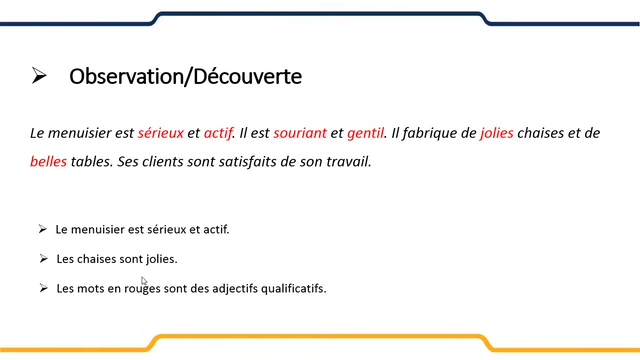 Observation/Découverte
Le menuisier est sérieux et actif. Il est souriant et gentil. Il fabrique de jolies chaises et de
belles tables. Ses clients sont satisfaits de son travail.
Le menuisier est sérieux et actif.
Les chaises sont jolies.
Les mots en rouges sont des adjectifs qualificatifs.